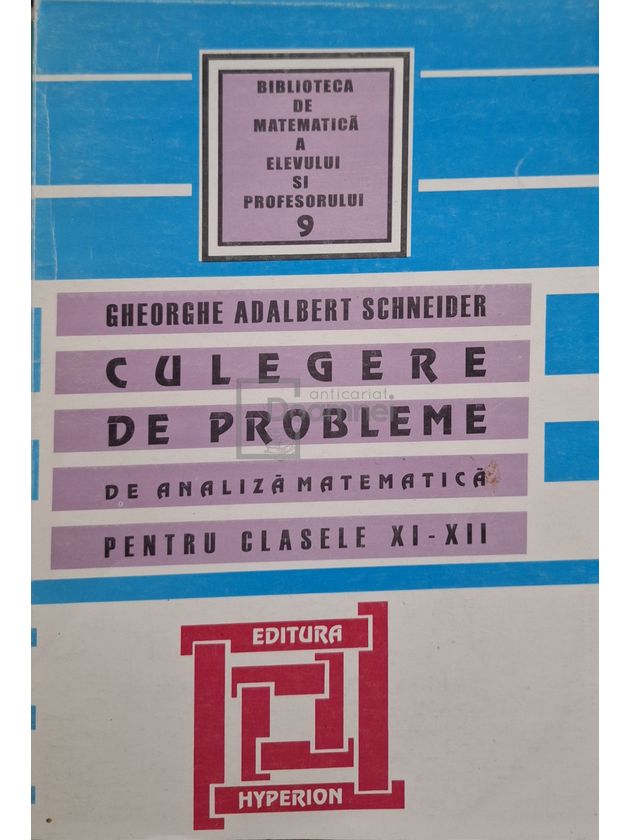 BIBLIOTECA
DE
MATEMATICĂ
A
ELEVULUI
SI
PROFESORULUI
9
GHEORGHE ADALBERT SCHNEIDER
CULEGERE
anticariat
DE PROBLEME
DE ANALIZĂ MATEMATICĂ
PENTRU CLASELE XI-XII
EDITURA
HYPERION